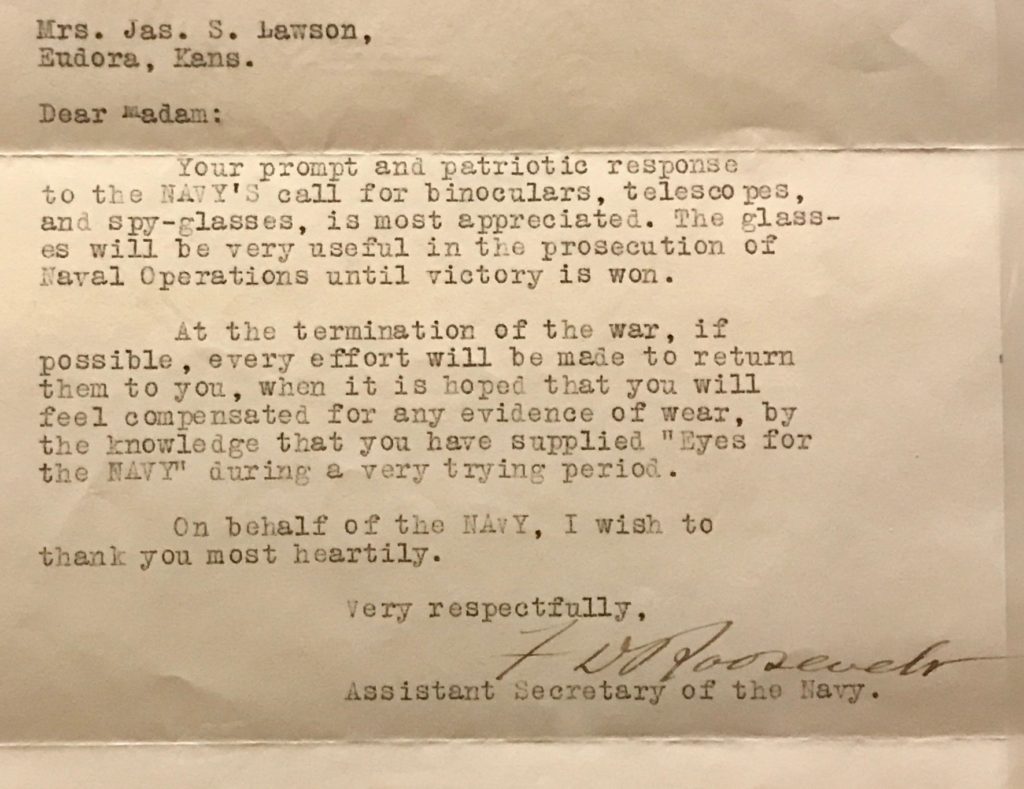 Mrs. Jas. S. Lawson,
Eudora, Kans.
Dear Madam:
Your prompt and patriotic response
to the NAVY'S call for binoculars, telescopes,
and spy-glasses, is most appreciated. The glass-
es will be very useful in the prosecution of
Naval Operations until victory is won.
At the termination of the war, if
possible, every effort will be made to return
them to you, when it is hoped that you will
feel compensated for any evidence of wear, by
the knowledge that you have supplied "Eyes for
the NAVY" during a very trying period.
On behalf of the NAVY, I wish to
thank you most heartily.
Very respectfully,
F D Roosevelt
Assistant Secretary of the Navy.